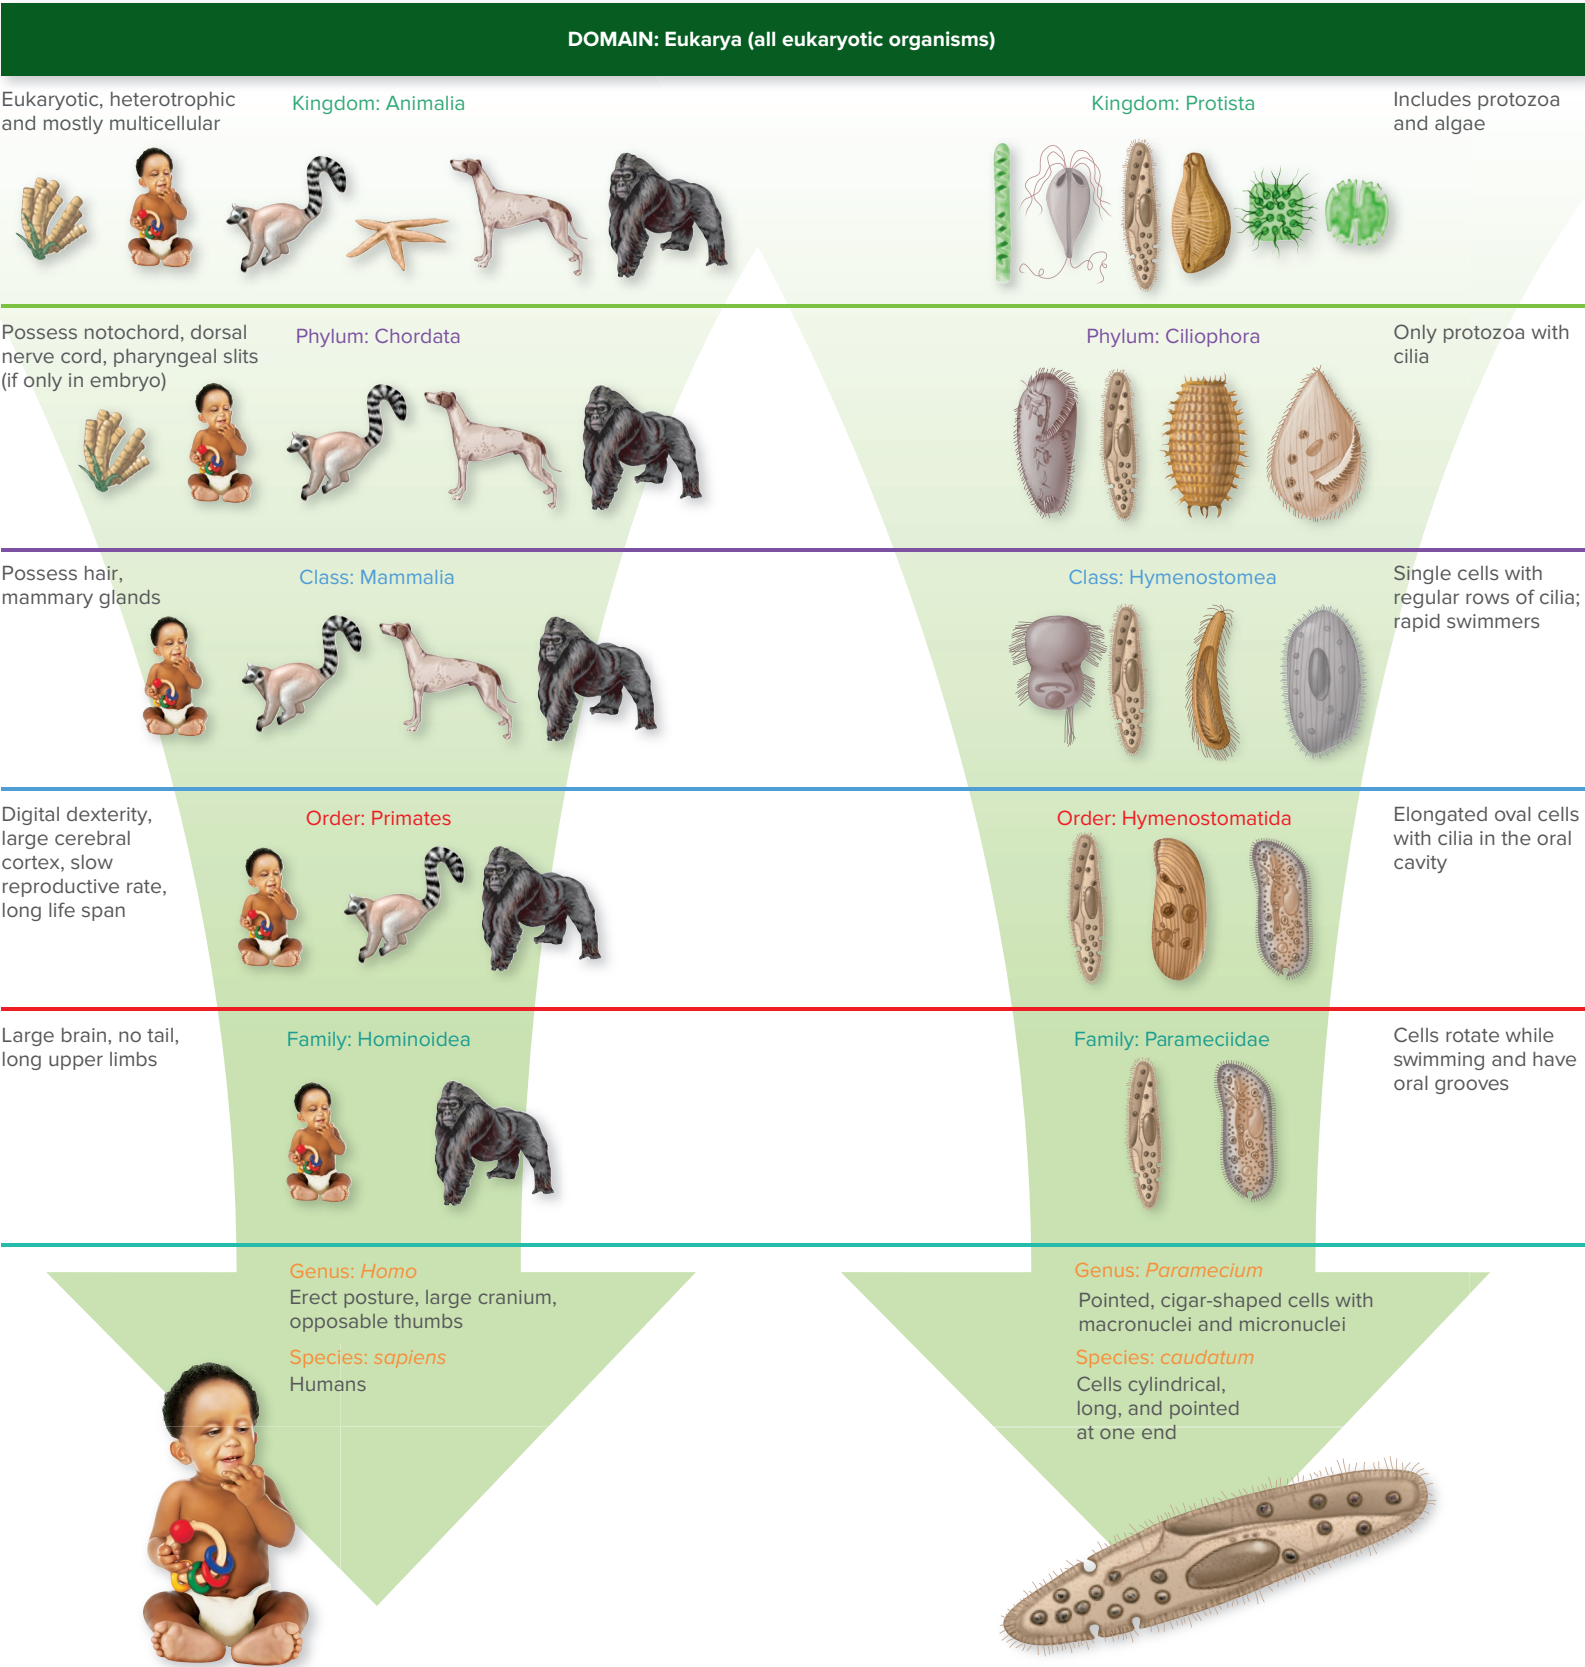 DOMAIN: Eukarya (all eukaryotic organisms)
Eukaryotic, heterotrophic
and mostly multicellular
Kingdom: Animalia
Kingdom: Protista
Includes protozoa
and algae
Possess notochord, dorsal
nerve cord, pharyngeal slits
(if only in embryo)
Phylum: Chordata
Phylum: Ciliophora
Only protozoa with
cilia
Possess hair,
mammary glands
Class: Mammalia
Class: Hymenostomea
Single cells with
regular rows of cilia;
rapid swimmers
Digital dexterity,
large cerebral
cortex, slow
reproductive rate,
long life span
Order: Primates
Order: Hymenostomatida
Elongated oval cells
with cilia in the oral
cavity
Large brain, no tail,
long upper limbs
Family: Hominoidea
Family: Parameciidae
Cells rotate while
swimming and have
oral grooves
Genus: Homo
Erect posture, large cranium,
opposable thumbs
Species: sapiens
Humans
Genus: Paramecium
Pointed, cigar-shaped cells with
macronuclei and micronuclei
Species: caudatum
Cells cylindrical,
long, and pointed
at one end